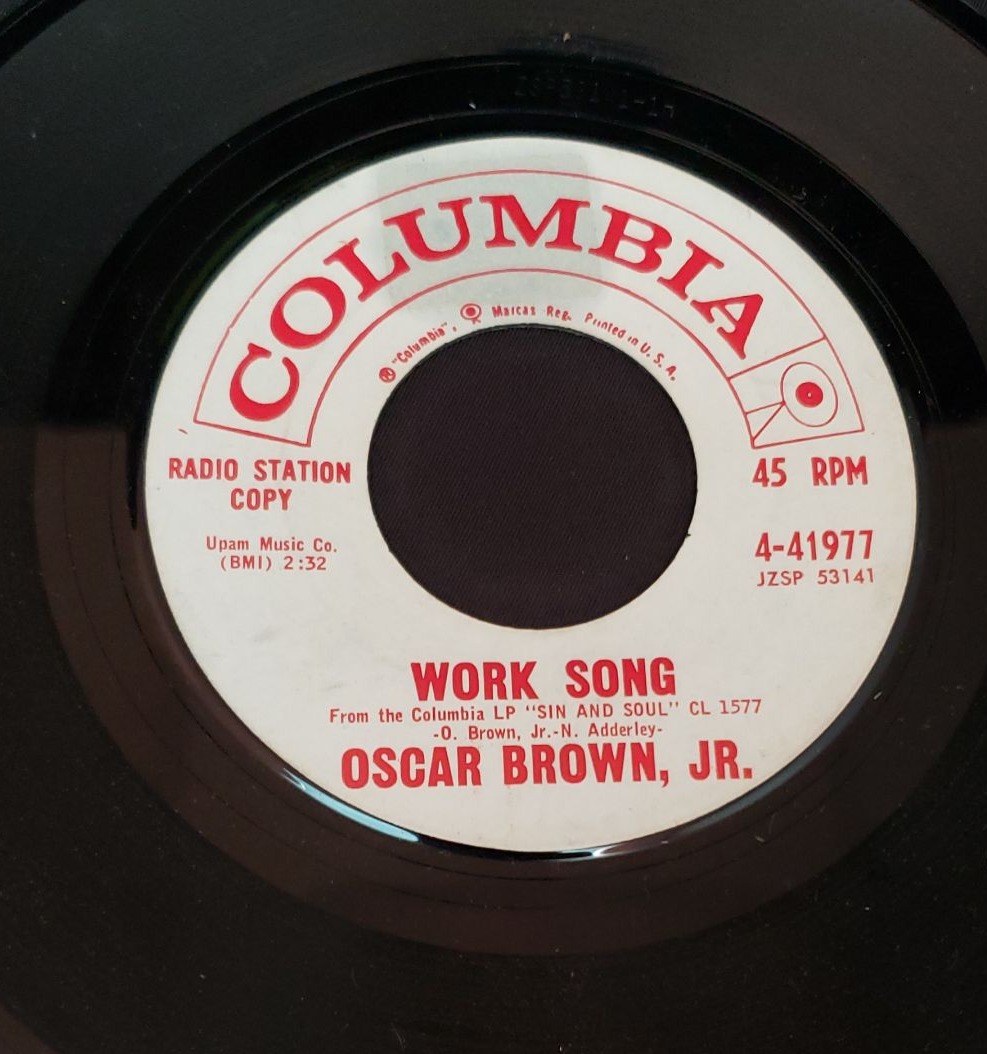 COLUMBIA
"Columbia", Marcas Reg. Printed in U. S. A.
RADIO STATION
COPY
45 RPM
Upam Music Co.
(BMI) 2:32
4-41977
JZSP 53141
WORK SONG
From the Columbia LP "SIN AND SOUL" CL 1577
-O. Brown, Jr.-N. Adderley-
OSCAR BROWN, JR.